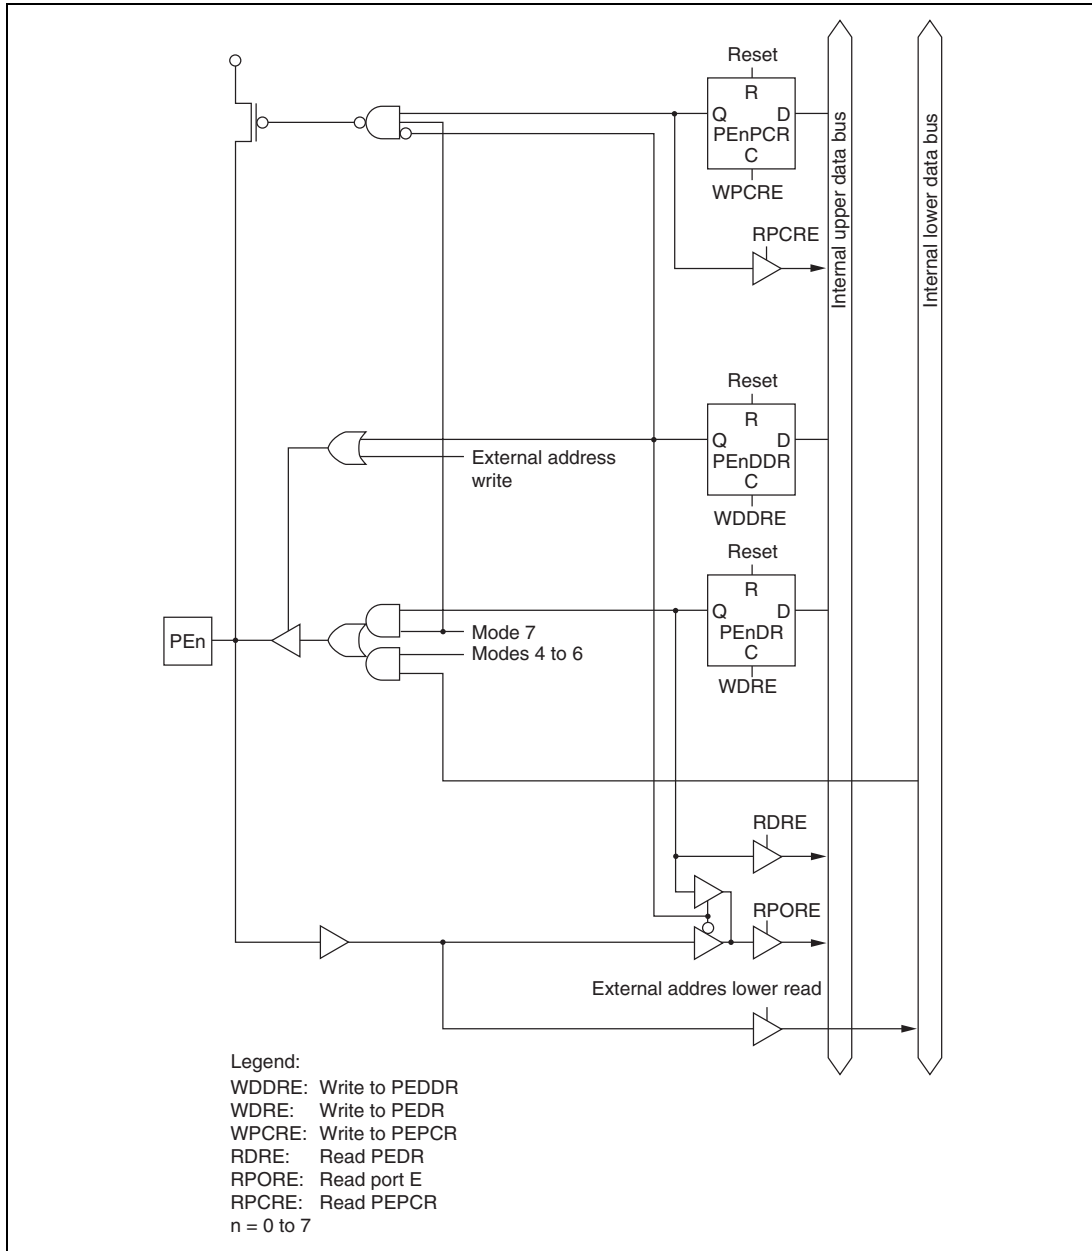 Reset
R
Q D
PEnPCR
C
WPCRE
RPCRE
Internal upper data bus
Internal lower data bus
Reset
R
Q D
PEnDDR
C
WDDRE
External address
write
Reset
R
Q D
PEnDR
C
WDRE
PEn
Mode 7
Modes 4 to 6
RDRE
RPORE
External addres lower read
Legend:
WDDRE: Write to PEDDR
WDRE: Write to PEDR
WPCRE: Write to PEPCR
RDRE: Read PEDR
RPORE: Read port E
RPCRE: Read PEPCR
n = 0 to 7